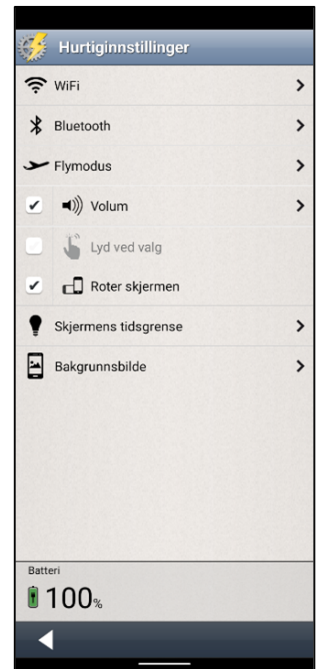 Hurtiginnstillinger
WiFi
Bluetooth
Flymodus
Volum
Lyd ved valg
Roter skjermen
Skjermens tidsgrense
Bakgrunnsbilde
Batteri
100%